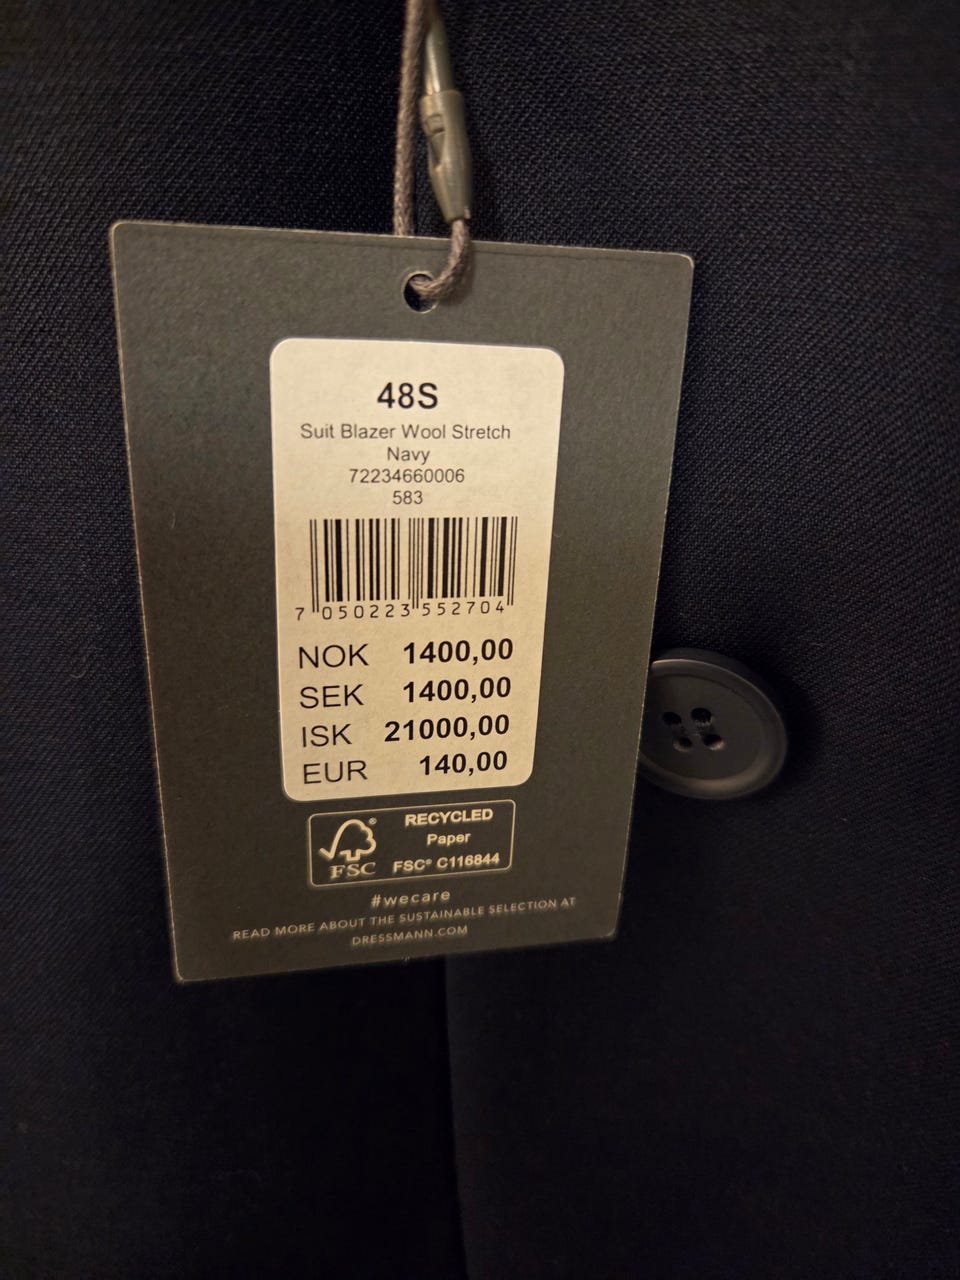 48S
Suit Blazer Wool Stretch
Navy
72234660006
583
7 050223 552704
NOK 1400,00
SEK 1400,00
ISK 21000,00
EUR 140,00
FSC®
RECYCLED
Paper
FSC® C116844
#wecare
READ MORE ABOUT THE SUSTAINABLE SELECTION AT
DRESSMANN.COM